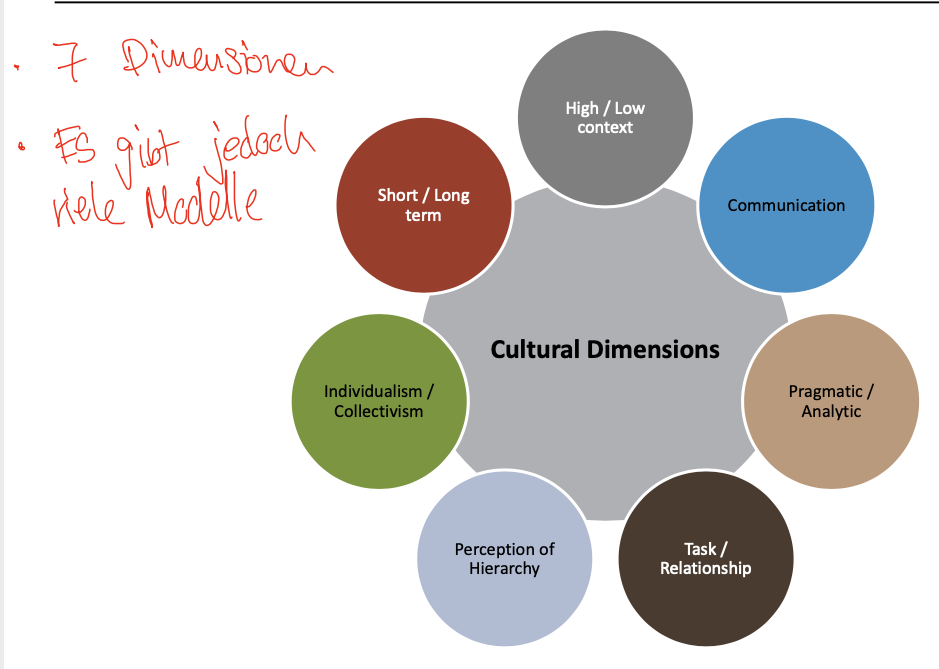 · 7 Dimensionen
· Es gibt jedoch
viele Modelle
High / Low
context
Communication
Pragmatic /
Analytic
Task /
Relationship
Perception of
Hierarchy
Individualism /
Collectivism
Short / Long
term
Cultural Dimensions